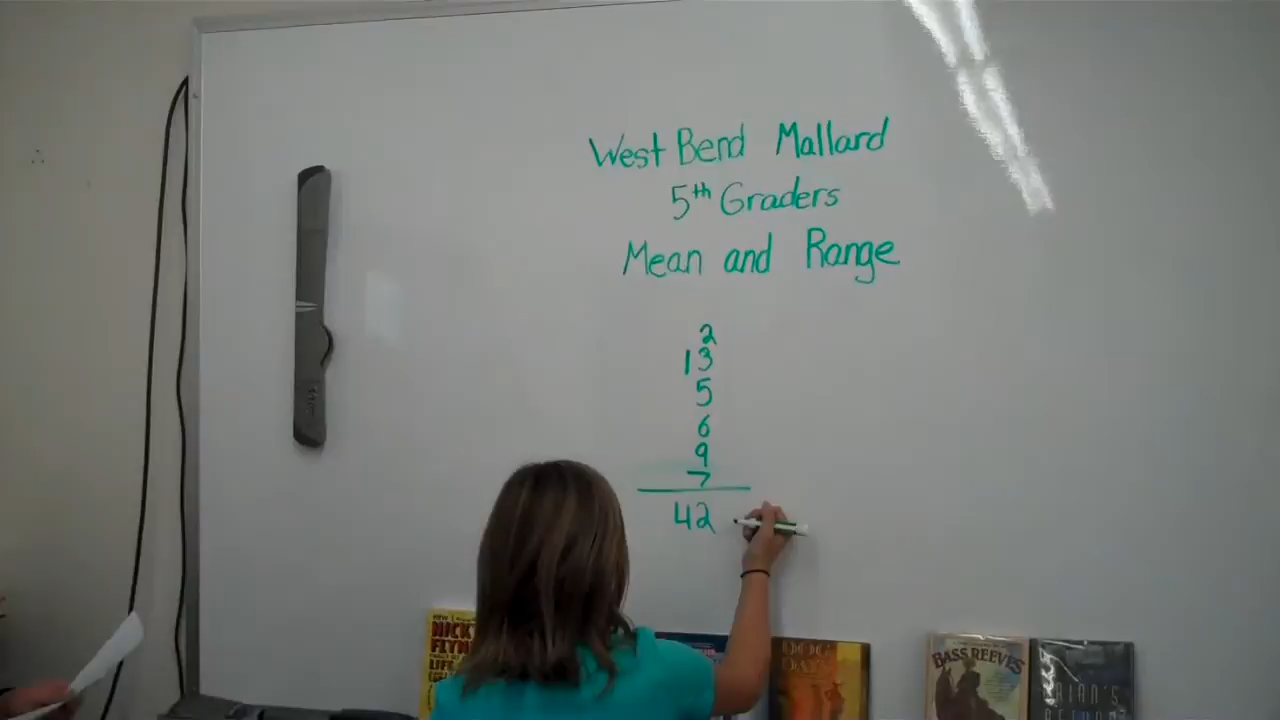 West Bend Mallard
5th Graders
Mean and Range
2
13
5
6
9
7
42
BASS REEVES